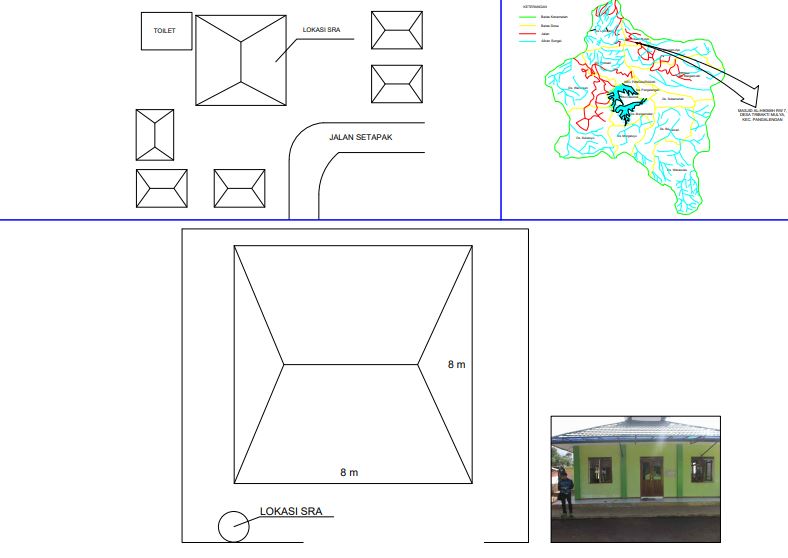 TOILET
LOKASI SRA
JALAN SETAPAK
KETERANGAN
Batas Kecamatan
Batas Desa
Jalan
Aliran Sungai
MASJID AL-HIKMAH RW 7,
DESA TRIBAKTI MULYA,
KEC. PANGALENGAN
8 m
8 m
LOKASI SRA